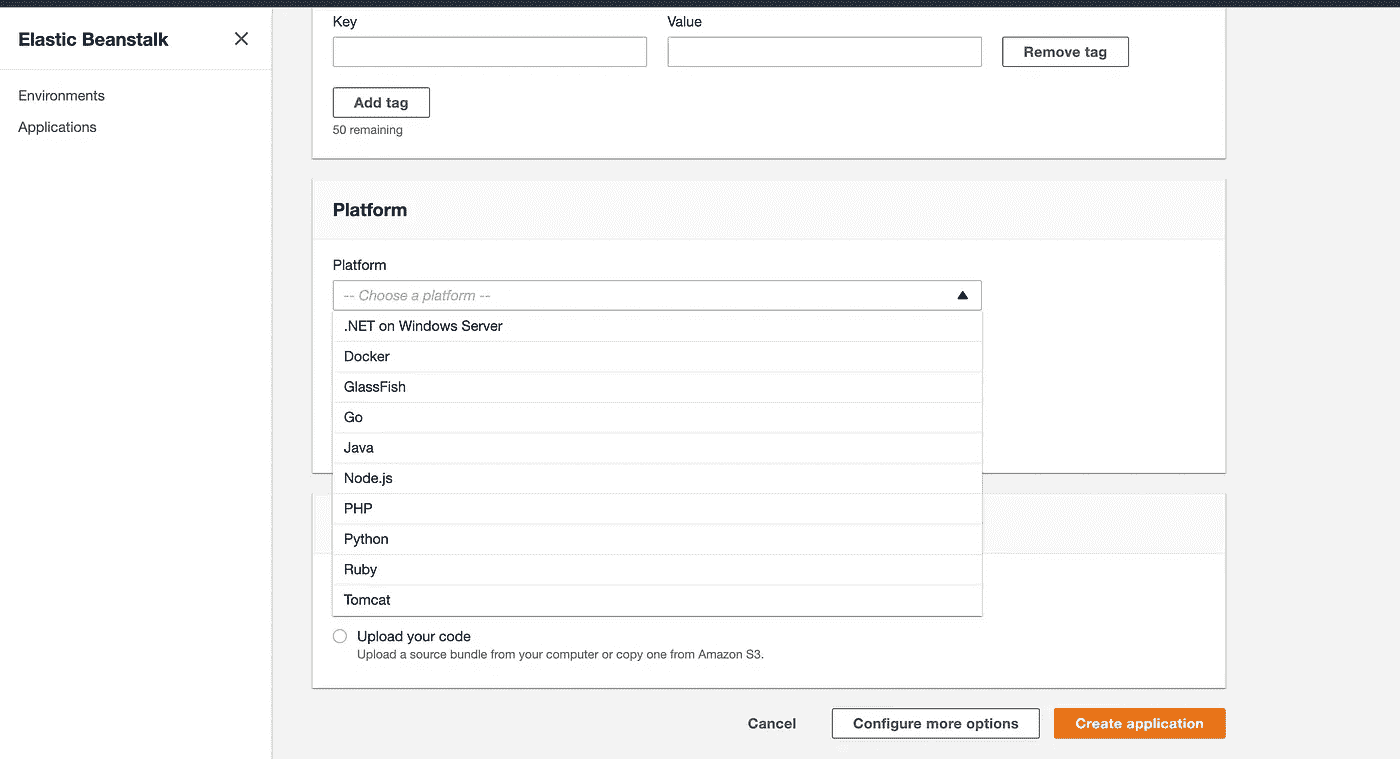 Elastic Beanstalk
Environments
Applications
Key Value
Remove tag
Add tag
50 remaining
Platform
Platform
-- Choose a platform --
.NET on Windows Server
Docker
GlassFish
Go
Java
Node.js
PHP
Python
Ruby
Tomcat
Upload your code
Upload a source bundle from your computer or copy one from Amazon S3.
Cancel Configure more options Create application